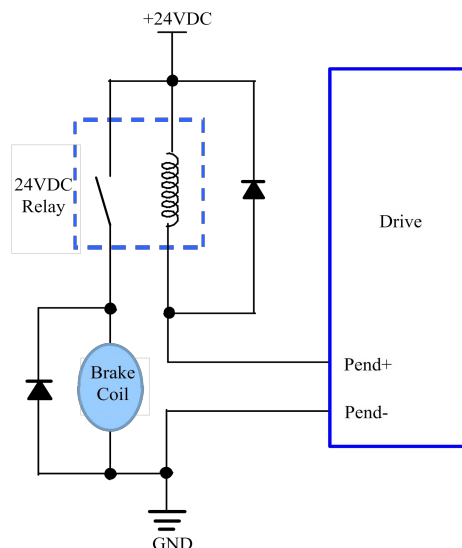 +24VDC
24VDC
Relay
Drive
Brake
Coil
Pend+
Pend-
GND